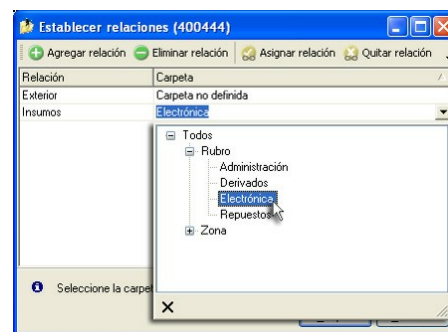 Establecer relaciones (400444)
Agregar relación Eliminar relación Asignar relación Quitar relación
Relación Carpeta
Exterior Carpeta no definida
Insumos Electrónica
Todos
Rubro
Administración
Derivados
Electrónica
Repuestos
Zona
Seleccione la